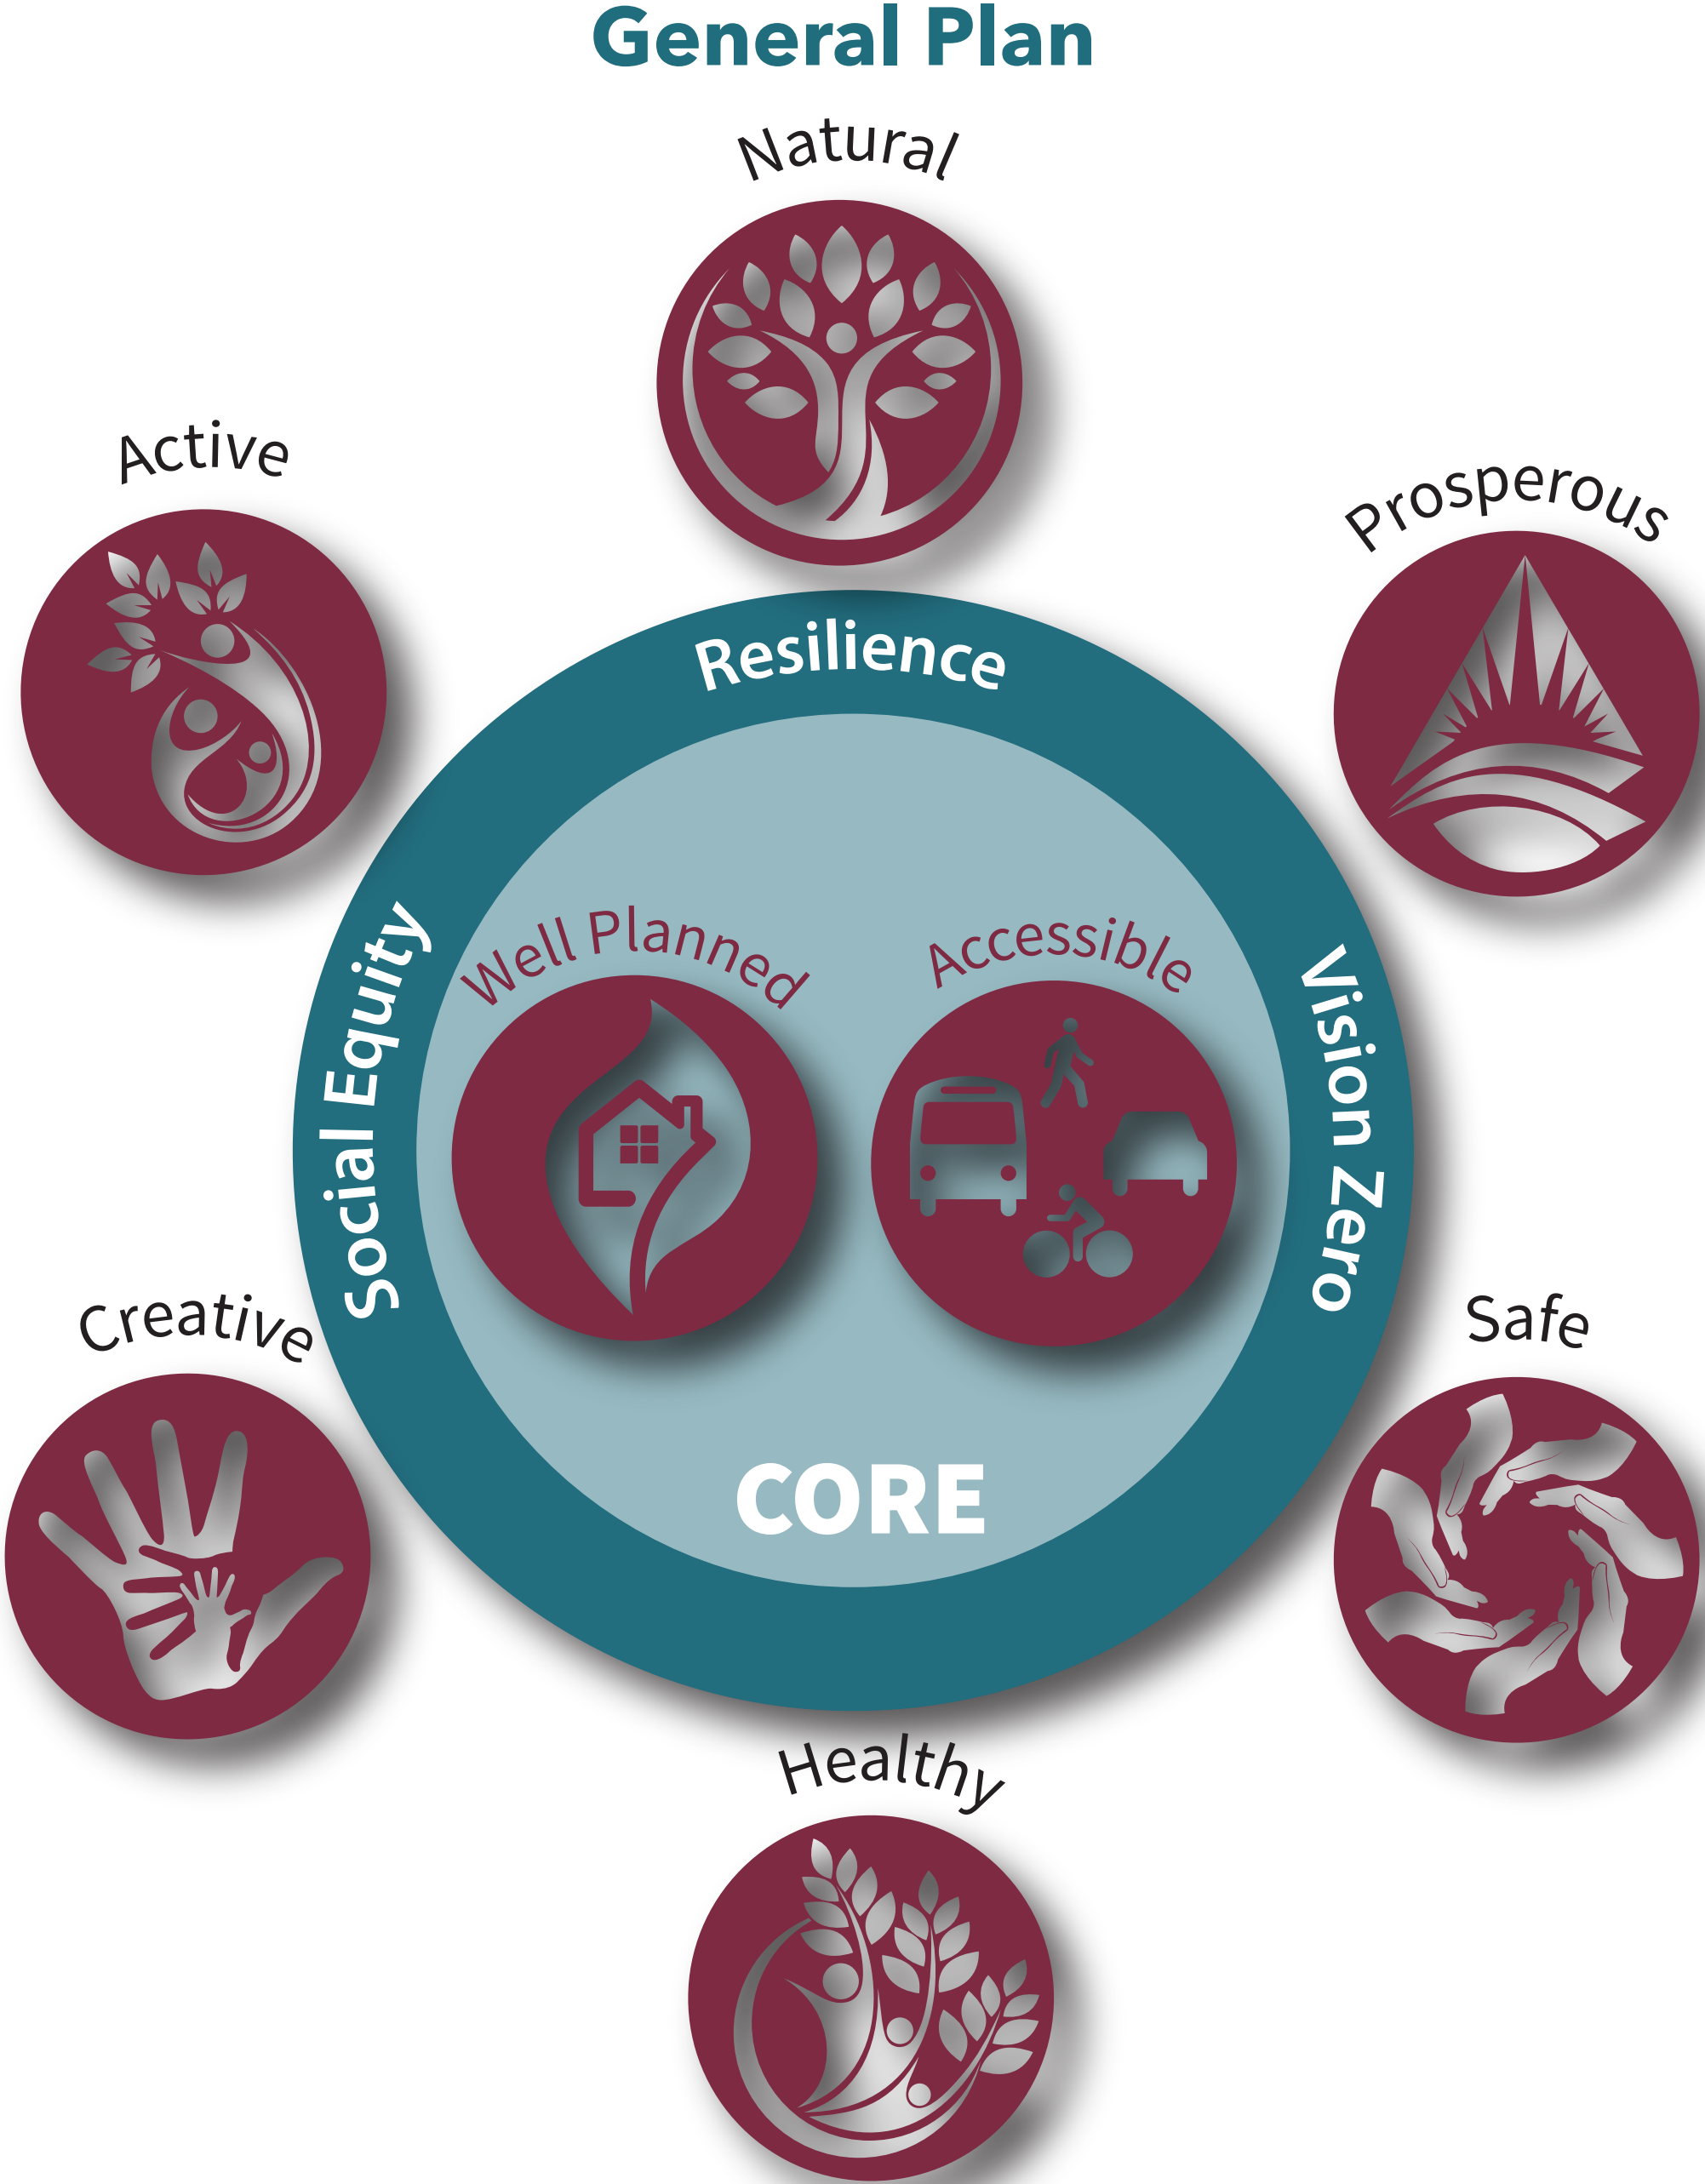 General Plan
Natural
Active
Prosperous
Resilience
Social Equity
Well Planned
Accessible
Vision Zero
Creative
Safe
CORE
Healthy